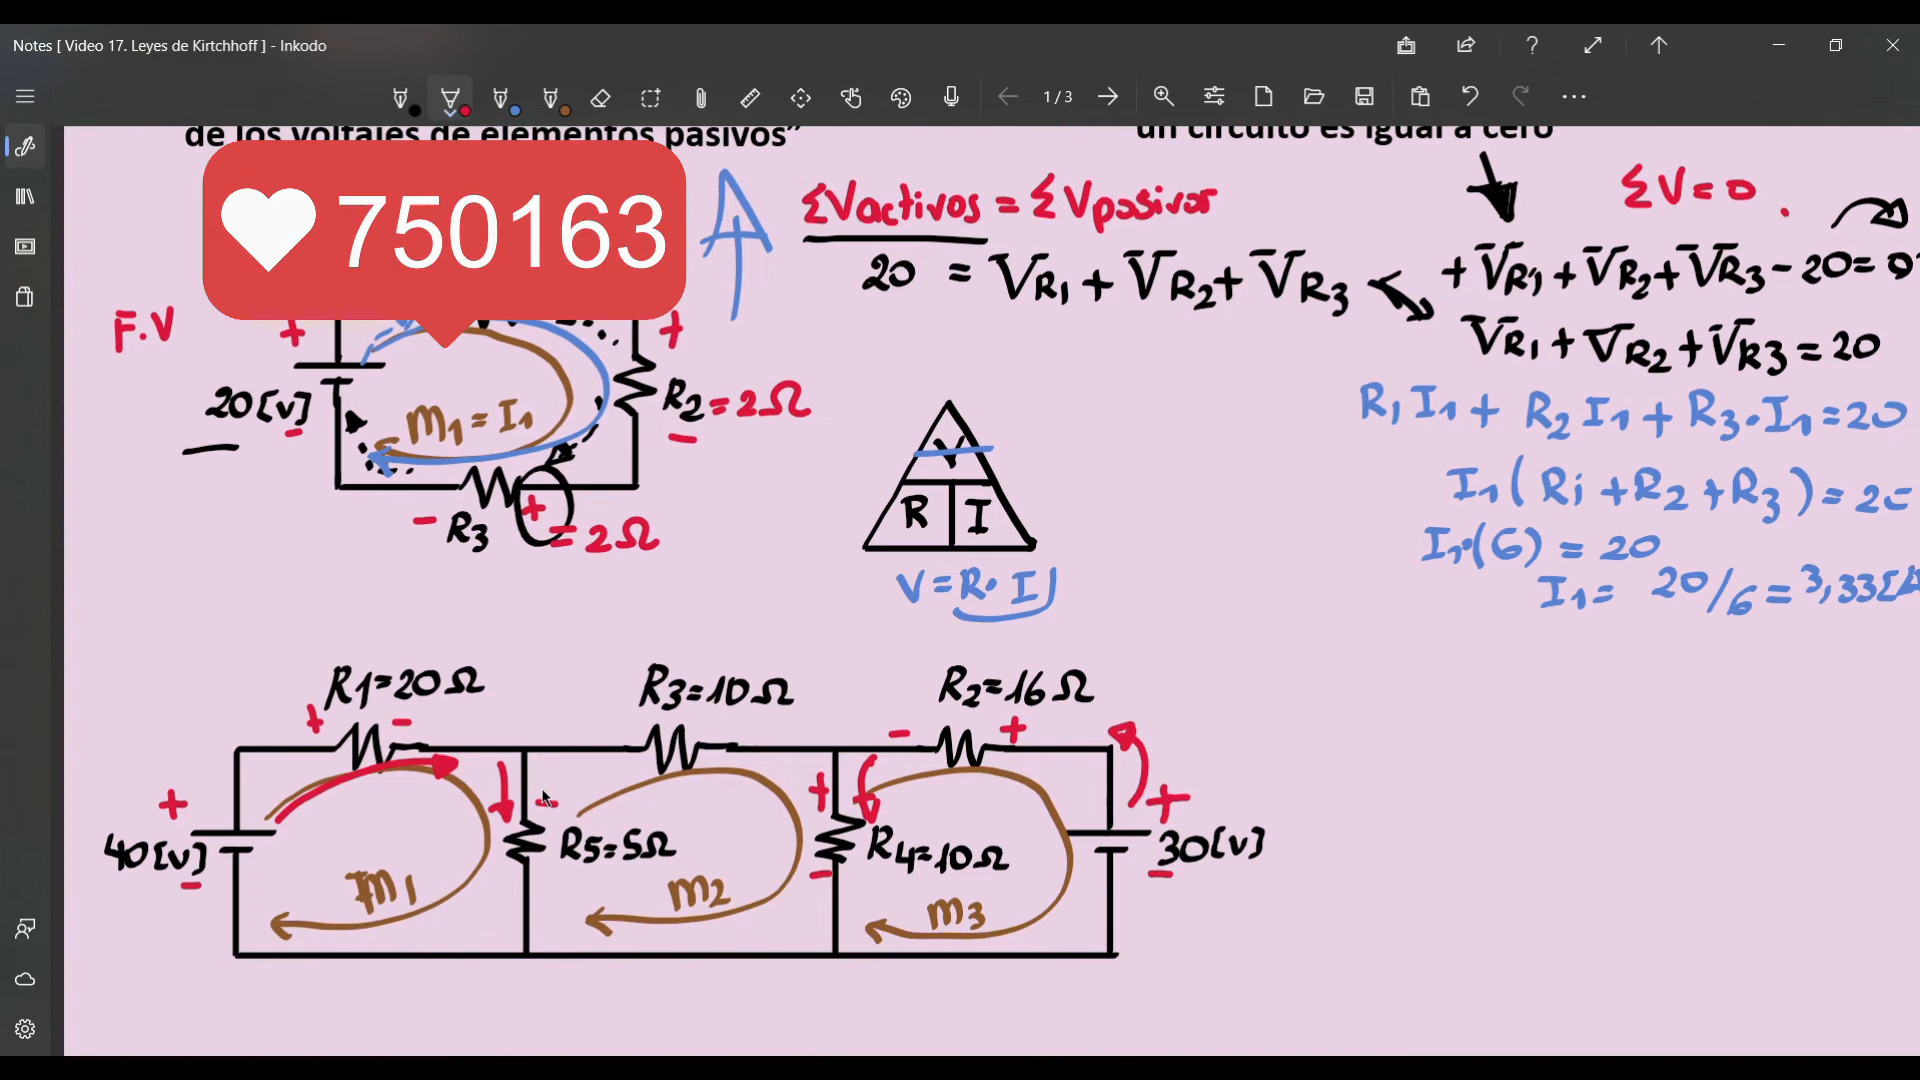 Notes [ Video 17. Leyes de Kirtchhoff ] - Inkodo
1/3
de los voltajes de elementos pasivos”
un circuito es igual a cero
750163
ΣVactivos = ΣVpasivos
20 = VR1 + VR2 + VR3
ΣV = 0
+ VR1 + VR2 + VR3 - 20 = 0
VR1 + VR2 + VR3 = 20
R1 I1 + R2 I1 + R3 · I1 = 20
I1 ( R1 + R2 + R3 ) = 20
I1·(6) = 20
I1 = 20/6 = 3,33[A
F.V
+
+
20[v]
-
m1 = I1
R2 = 2Ω
-
- R3 + = 2Ω
V
R I
V = R · I
R1=20Ω
R3=10Ω
R2=16Ω
+ -
- +
+
40[v]
-
R5=5Ω
+
R4=10Ω
-
+
30[v]
-
m1
m2
m3